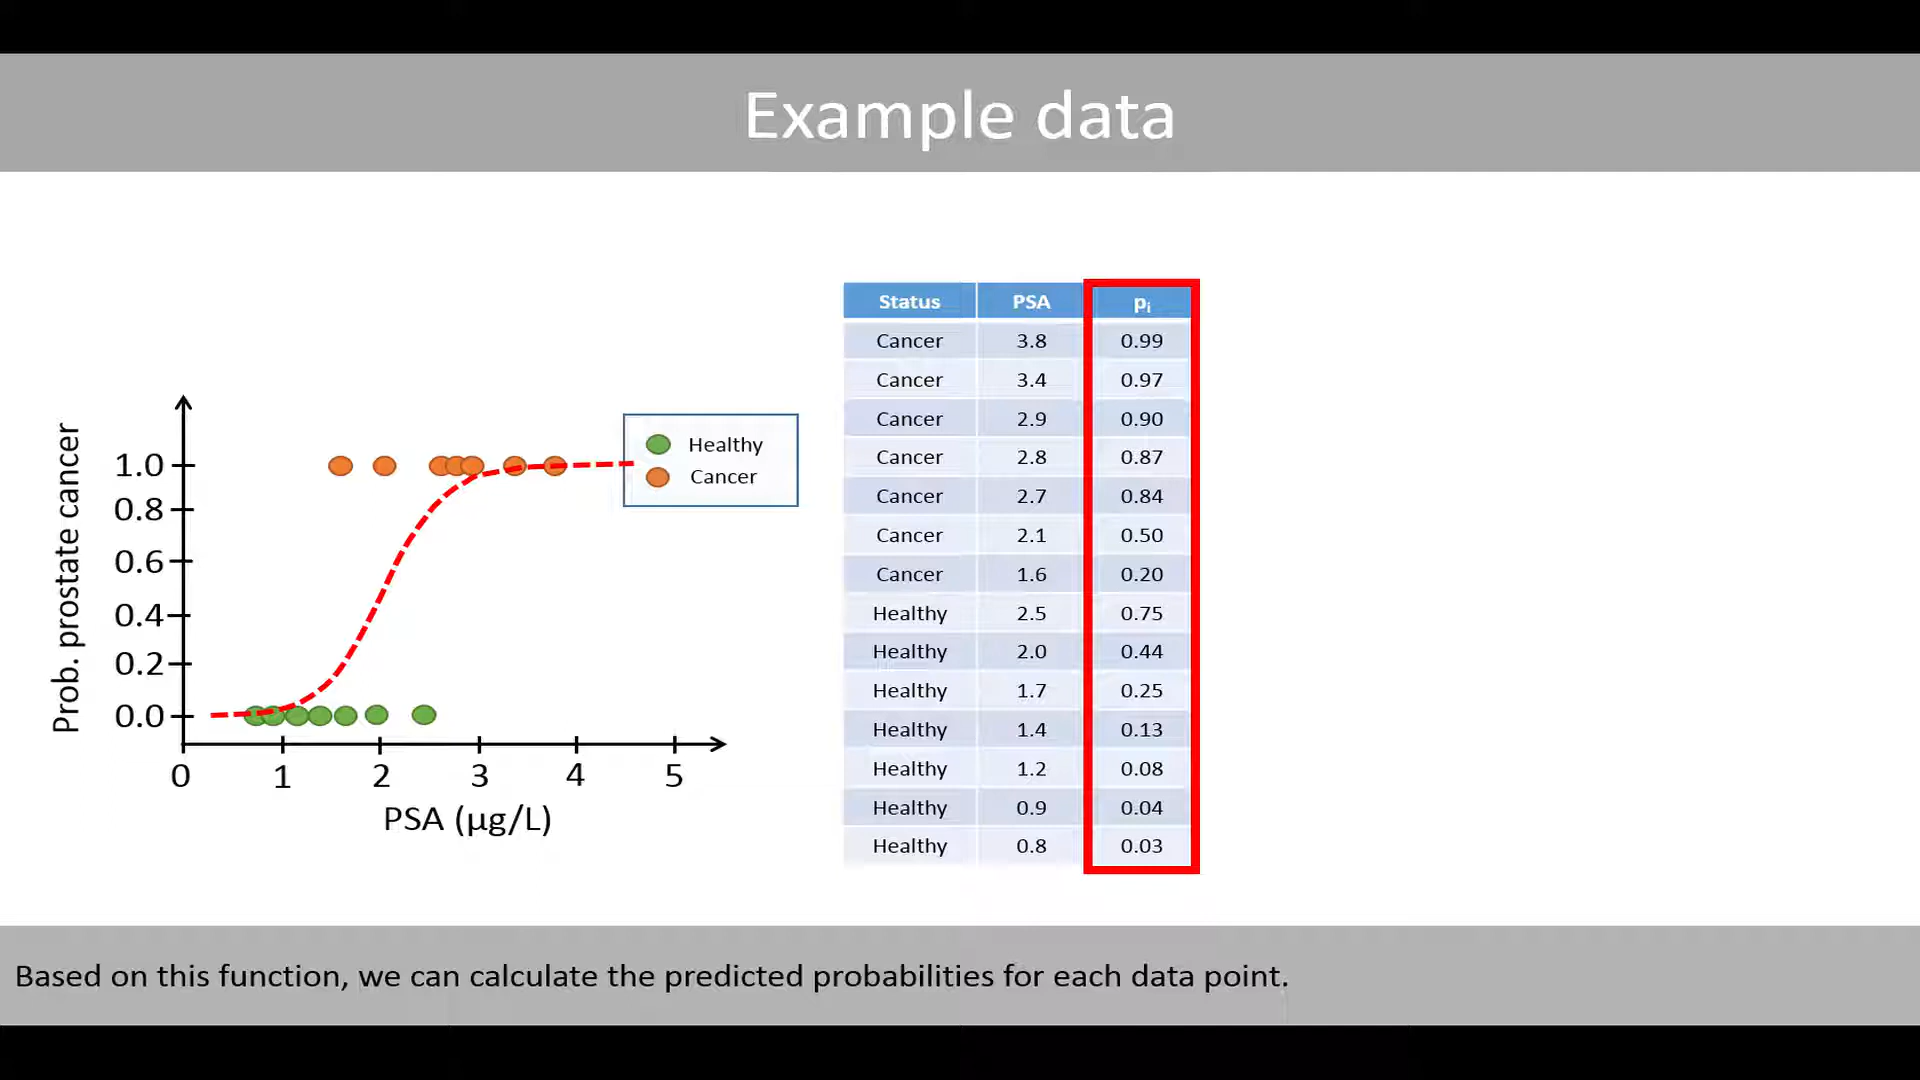 Example data
Prob. prostate cancer
1.0
0.8
0.6
0.4
0.2
0.0
0 1 2 3 4 5
PSA (µg/L)
Healthy
Cancer
Status PSA pᵢ
Cancer 3.8 0.99
Cancer 3.4 0.97
Cancer 2.9 0.90
Cancer 2.8 0.87
Cancer 2.7 0.84
Cancer 2.1 0.50
Cancer 1.6 0.20
Healthy 2.5 0.75
Healthy 2.0 0.44
Healthy 1.7 0.25
Healthy 1.4 0.13
Healthy 1.2 0.08
Healthy 0.9 0.04
Healthy 0.8 0.03
Based on this function, we can calculate the predicted probabilities for each data point.